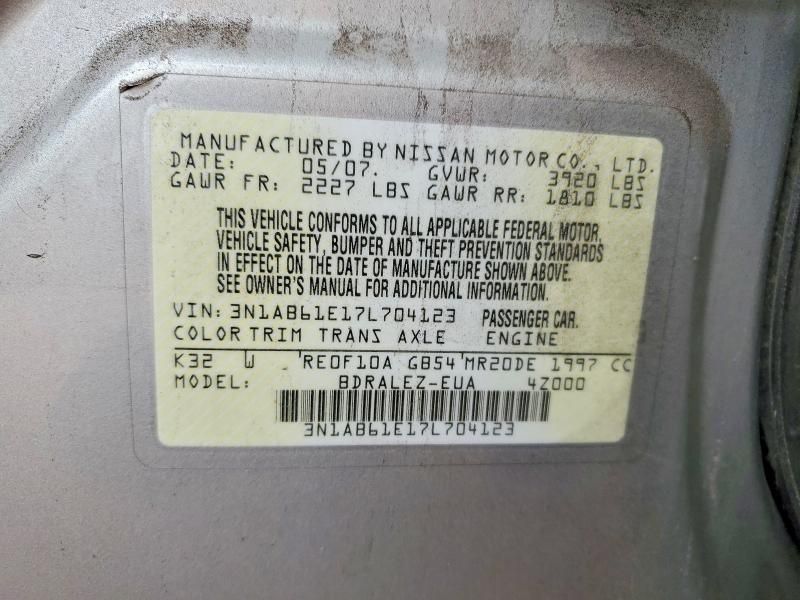 MANUFACTURED BY NISSAN MOTOR CO., LTD.
DATE: 05/07. GVWR: 3920 LBS
GAWR FR: 2227 LBS GAWR RR: 1810 LBS
THIS VEHICLE CONFORMS TO ALL APPLICABLE FEDERAL MOTOR
VEHICLE SAFETY, BUMPER AND THEFT PREVENTION STANDARDS
IN EFFECT ON THE DATE OF MANUFACTURE SHOWN ABOVE.
SEE OWNER'S MANUAL FOR ADDITIONAL INFORMATION.
VIN: 3N1AB61E17L704123 PASSENGER CAR.
COLOR TRIM TRANS AXLE ENGINE
K32 W RE0F10A GB54 MR20DE 1997 CC
MODEL: BDRALEZ-EUA 4Z000
3N1AB61E17L704123